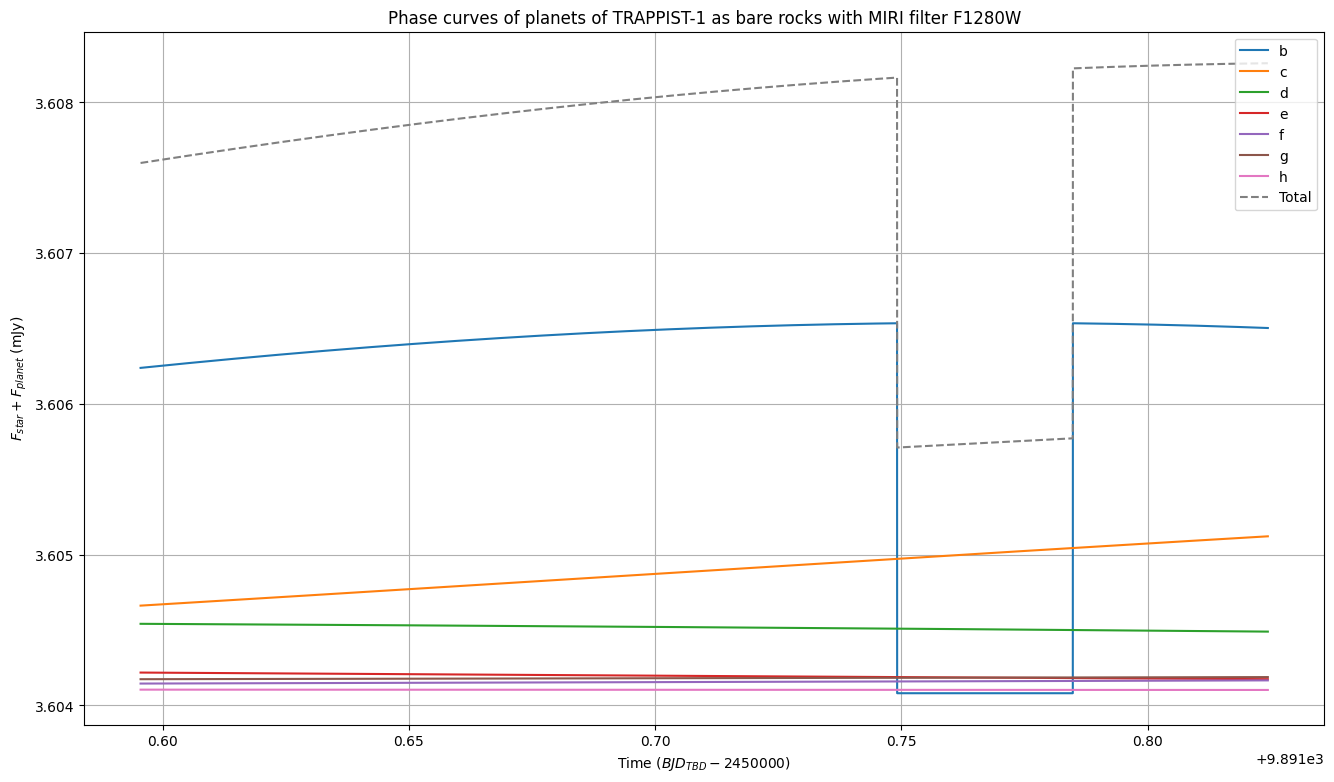 Phase curves of planets of TRAPPIST-1 as bare rocks with MIRI filter F1280W
b
c
d
e
f
g
h
Total
3.608
3.607
3.606
3.605
3.604
F_star + F_planet (mJy)
0.60
0.65
0.70
0.75
0.80
+9.891e3
Time (BJD_TBD − 2450000)